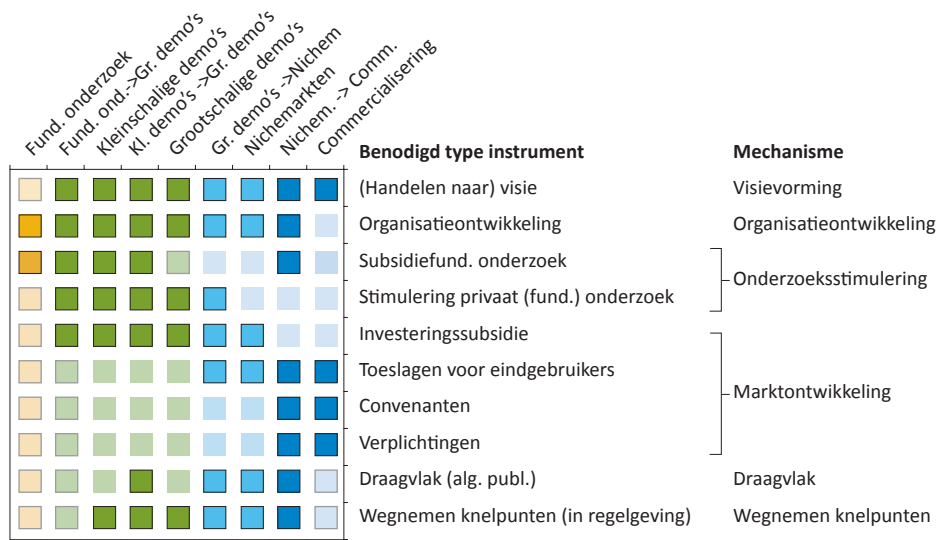 Fund. onderzoek
Fund. ond.->Gr. demo's
Kleinschalige demo's
Kl. demo's ->Gr. demo's
Grootschalige demo's
Gr. demo's ->Nichem
Nichemarkten
Nichem. -> Comm.
Commercialisering
Benodigd type instrument Mechanisme
(Handelen naar) visie Visievorming
Organisatieontwikkeling Organisatieontwikkeling
Subsidiefund. onderzoek
Onderzoeksstimulering
Stimulering privaat (fund.) onderzoek
Investeringssubsidie
Toeslagen voor eindgebruikers
Marktontwikkeling
Convenanten
Verplichtingen
Draagvlak (alg. publ.) Draagvlak
Wegnemen knelpunten (in regelgeving) Wegnemen knelpunten